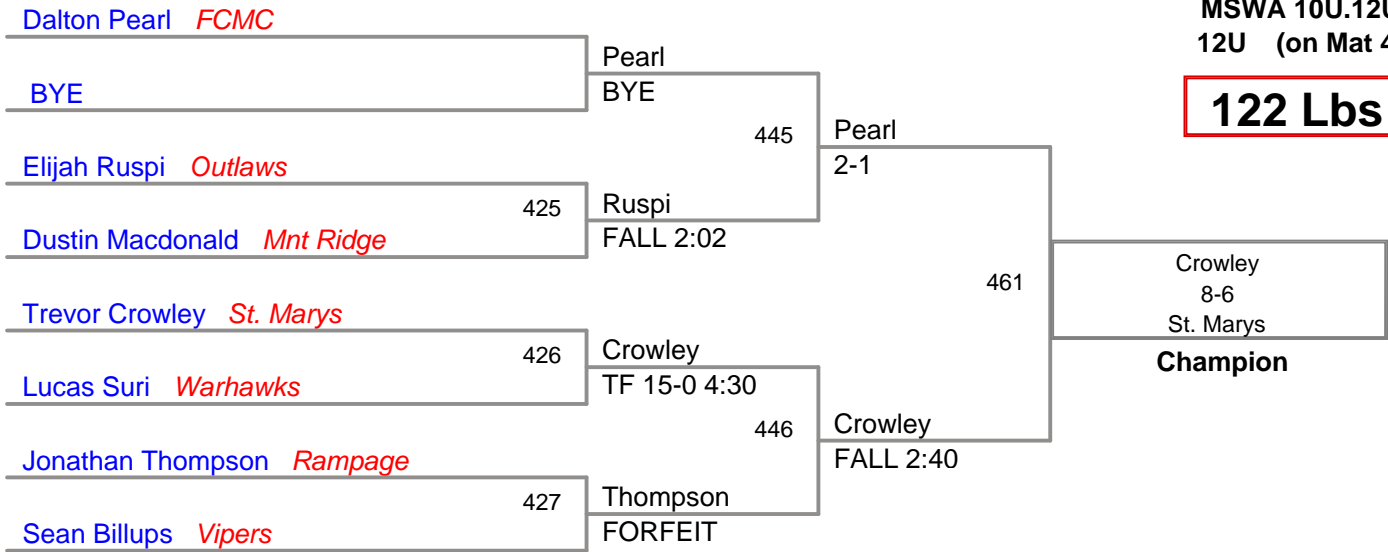 Dalton Pearl FCMC
BYE
Elijah Ruspi Outlaws
Dustin Macdonald Mnt Ridge
Trevor Crowley St. Marys
Lucas Suri Warhawks
Jonathan Thompson Rampage
Sean Billups Vipers
Pearl
BYE
425
Ruspi
FALL 2:02
426
Crowley
TF 15-0 4:30
427
Thompson
FORFEIT
445
Pearl
2-1
446
Crowley
FALL 2:40
461
MSWA 10U.12U
12U (on Mat 4
122 Lbs
Crowley
8-6
St. Marys
Champion